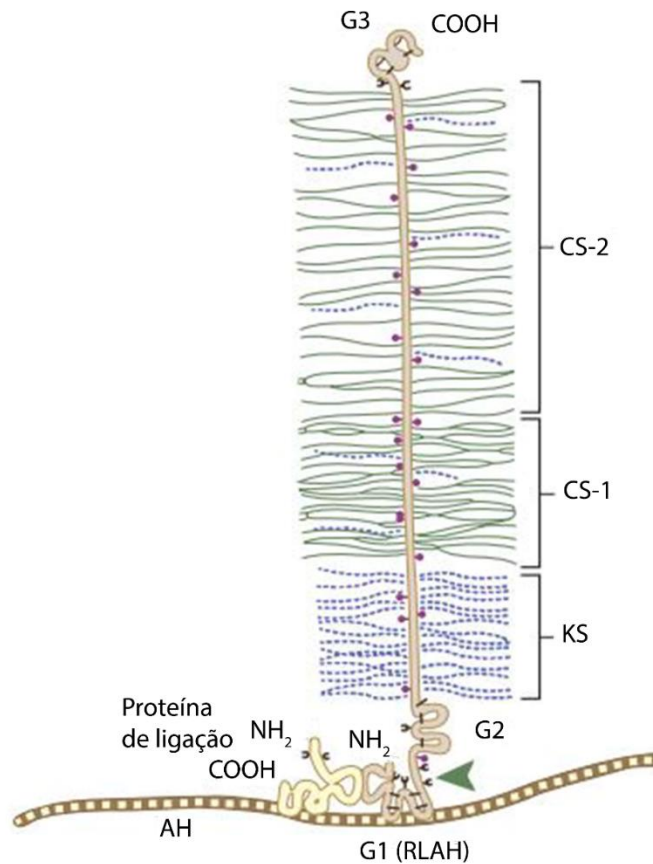 G3
COOH
CS-2
CS-1
KS
Proteína
de ligação
NH₂
NH₂
G2
COOH
AH
G1 (RLAH)